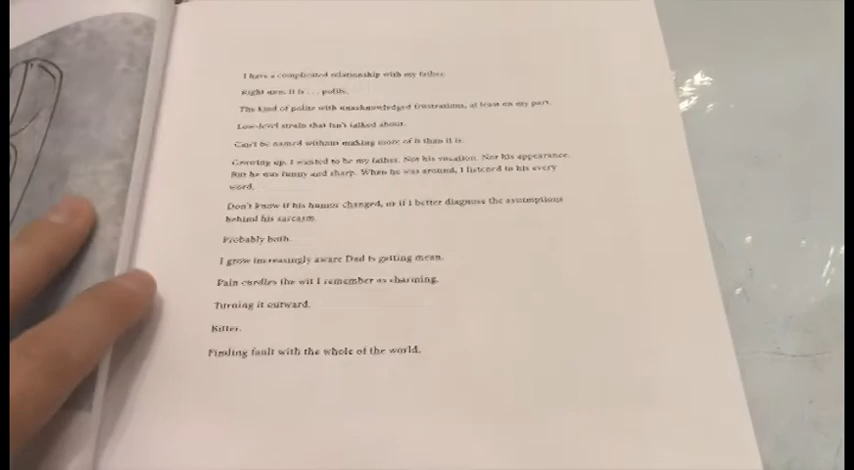 I have a complicated relationship with my father.
Right now, it is . . . polite.
The kind of polite with unacknowledged frustrations, at least on my part.
Low-level strain that isn't talked about.
Can't be named without making more of it than it is.
Growing up, I wanted to be my father. Not his vocation. Nor his appearance.
But he was funny and sharp. When he was around, I listened to his every
word.
Don't know if his humor changed, or if I better diagnose the assumptions
behind his sarcasm.
Probably both.
I grow increasingly aware Dad is getting mean.
Pain curdles the wit I remember as charming.
Turning it outward.
Bitter.
Finding fault with the whole of the world.